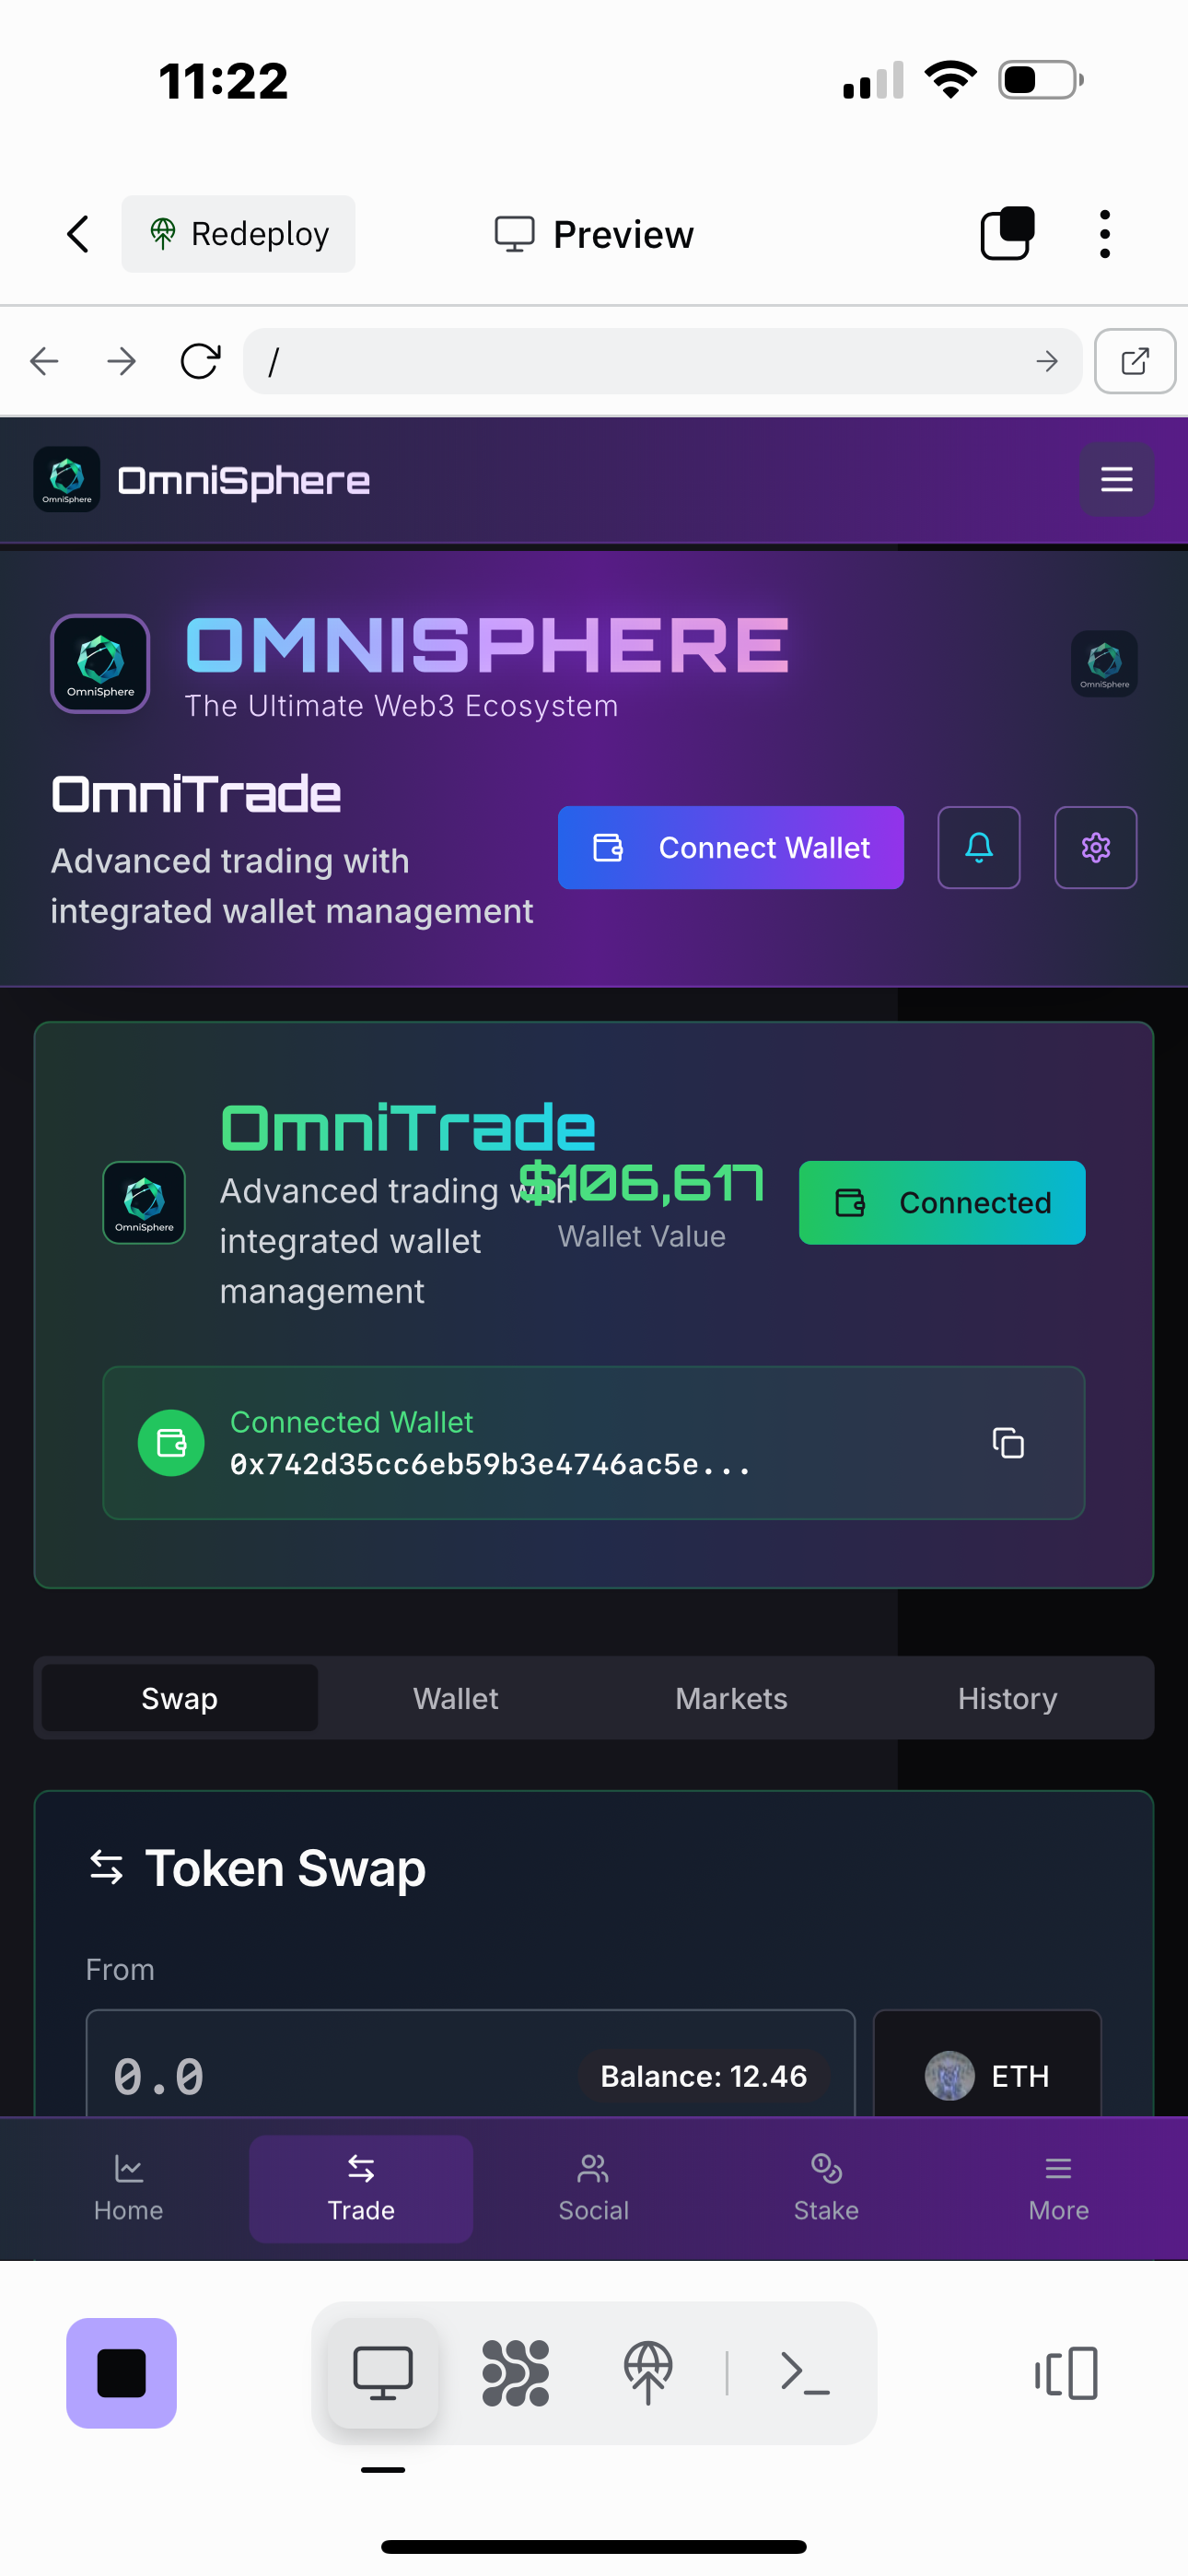 11:22
Redeploy
Preview
/
OmniSphere
OmniSphere
OMNISPHERE
The Ultimate Web3 Ecosystem
OmniSphere
OmniSphere
OmniTrade
Advanced trading with
integrated wallet management
Connect Wallet
OmniTrade
Advanced trading with
integrated wallet
management
OmniSphere
$106,617
Wallet Value
Connected
Connected Wallet
0x742d35cc6eb59b3e4746ac5e...
Swap
Wallet
Markets
History
Token Swap
From
0.0
Balance: 12.46
ETH
Home
Trade
Social
Stake
More